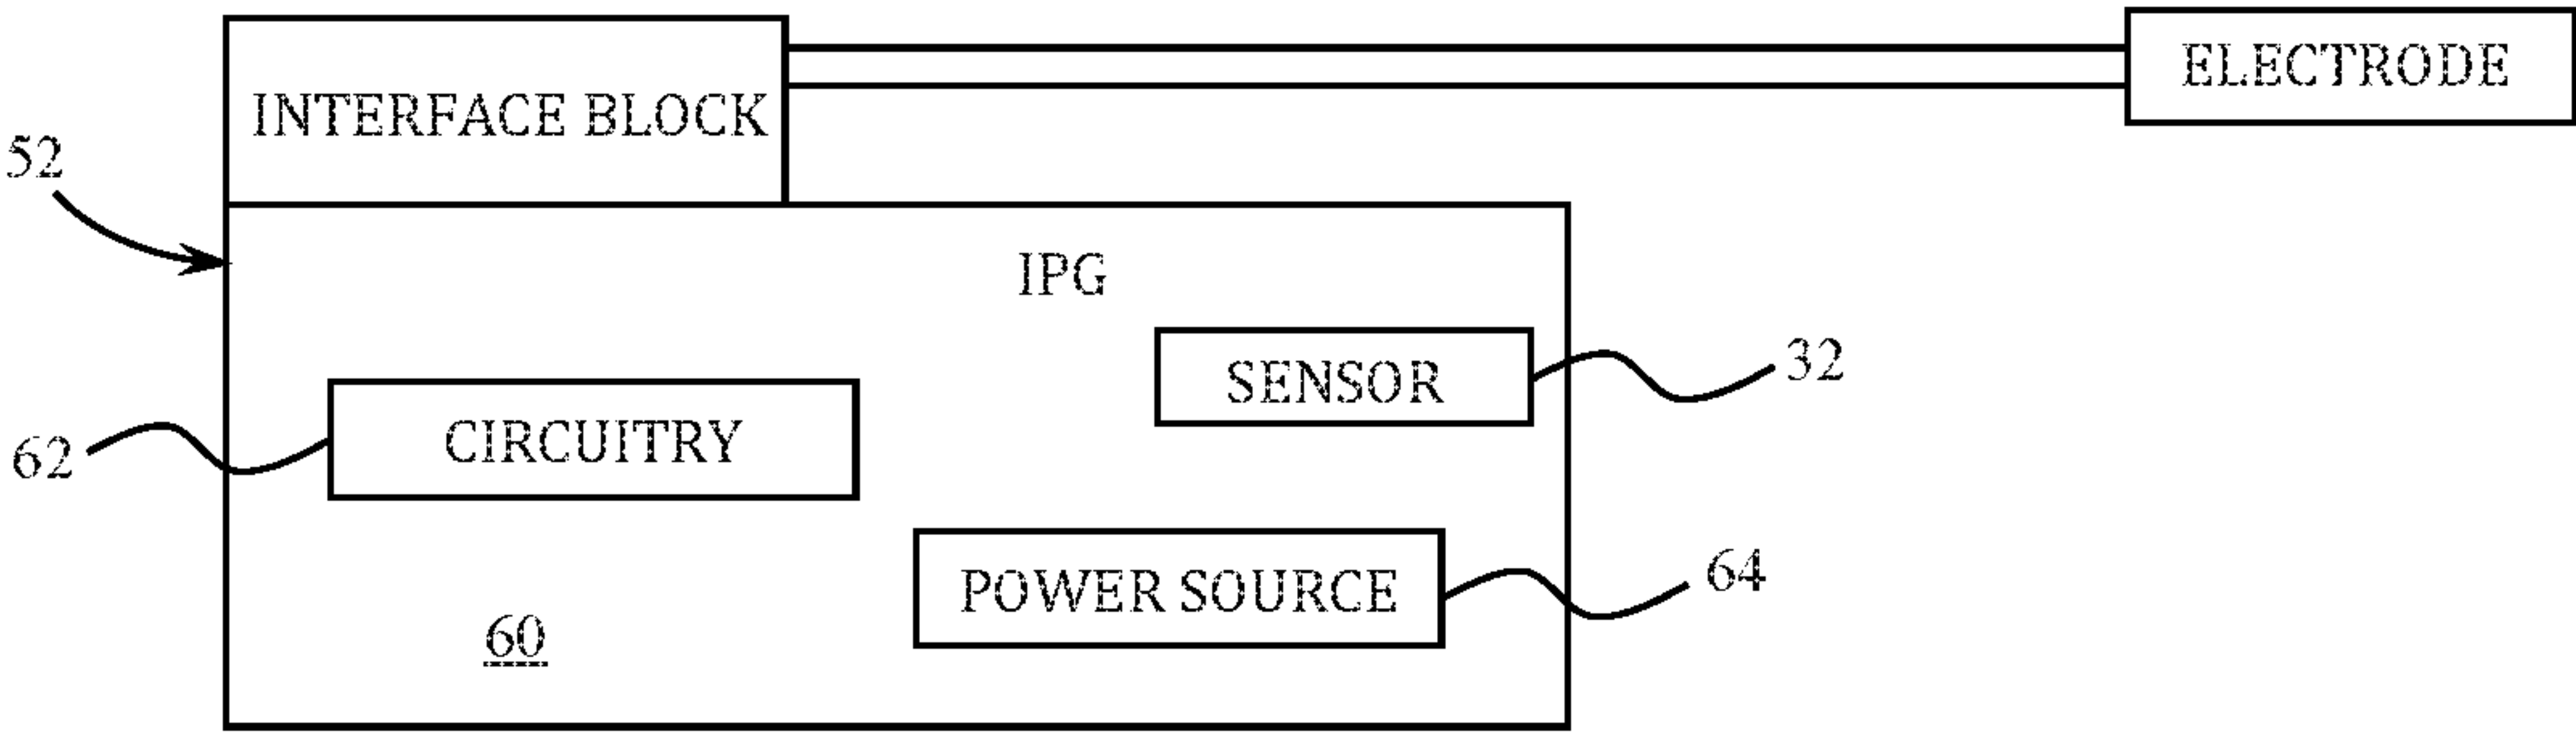 ELECTRODE
INTERFACE BLOCK
52
IPG
SENSOR
32
CIRCUITRY
62
POWER SOURCE
64
60